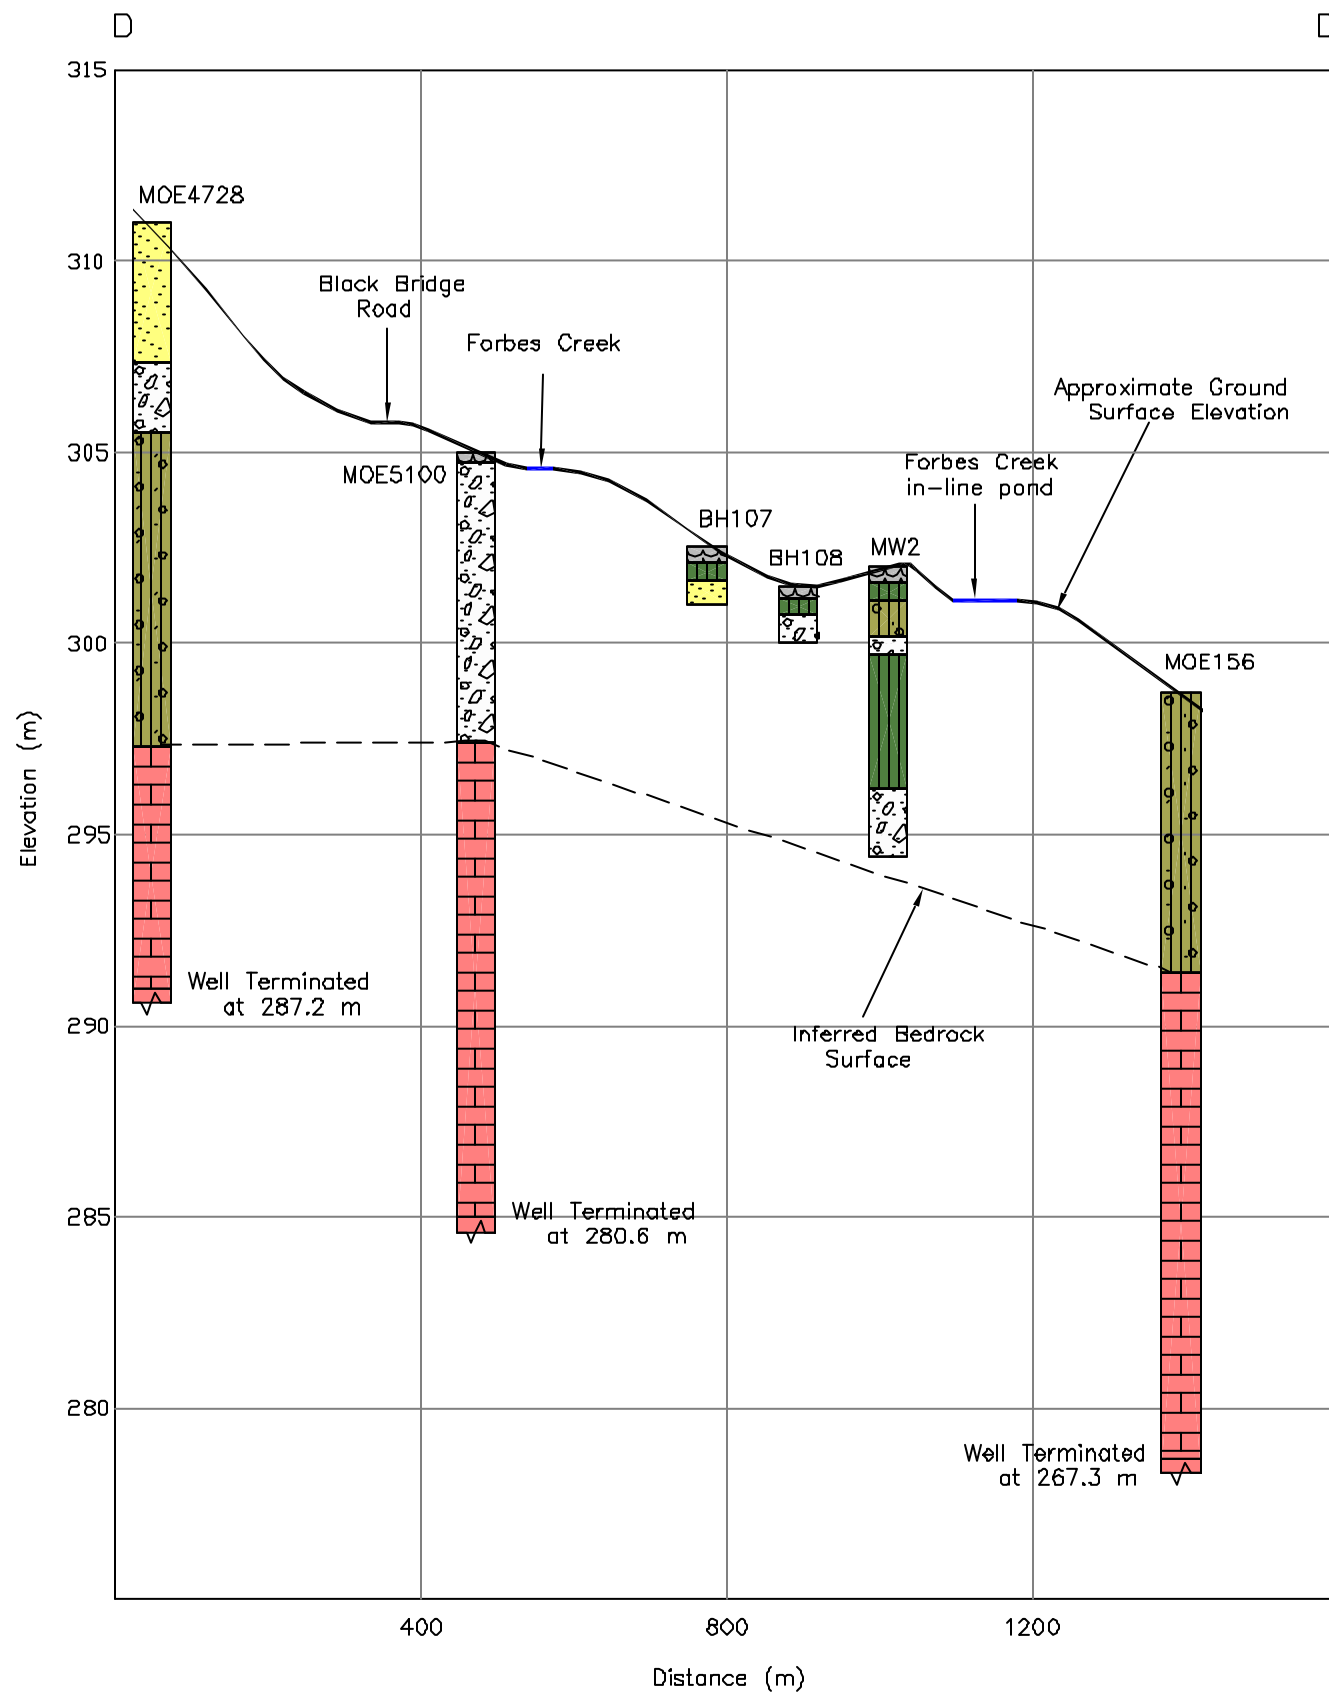 D
315
MOE4728
310
Black Bridge
Road
Forbes Creek
Approximate Ground
Surface Elevation
305
MOE5100
Forbes Creek
in-line pond
BH107
BH108
MW2
300
MOE156
Elevation (m)
295
Well Terminated
at 287.2 m
290
Inferred Bedrock
Surface
285
Well Terminated
at 280.6 m
280
Well Terminated
at 267.3 m
400
800
1200
Distance (m)